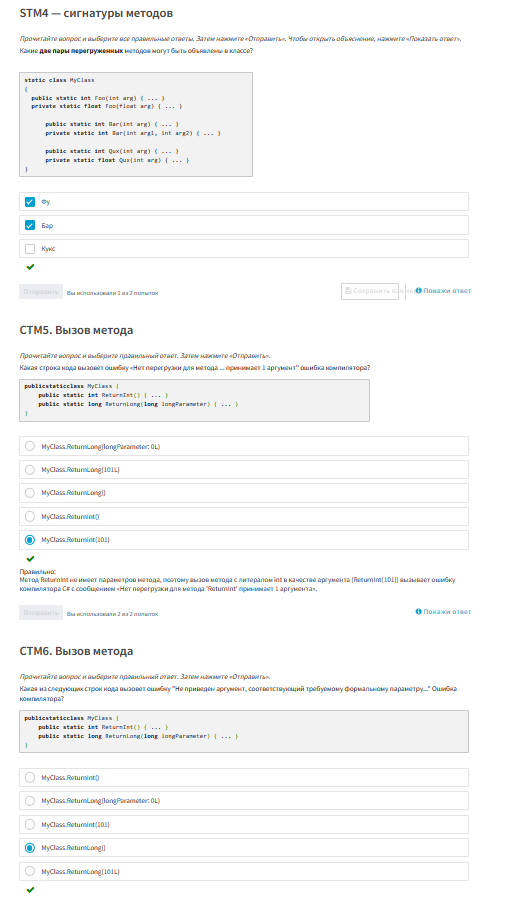 STM4 — сигнатуры методов
Прочитайте вопрос и выберите все правильные ответы. Затем нажмите «Отправить». Чтобы открыть объяснение, нажмите «Показать ответ».
Какие две пары перегруженных методов могут быть объявлены в классе?
static class MyClass
{
public static int Foo(int arg) { ... }
private static float Foo(float arg) { ... }
public static int Bar(int arg) { ... }
private static int Bar(int arg1, int arg2) { ... }
public static int Qux(int arg) { ... }
private static float Qux(int arg) { ... }
}
Фу
Бар
Кукс
Отправить
Вы использовали 1 из 2 попыток
Сохранить как
Покажи ответ
СТМ5. Вызов метода
Прочитайте вопрос и выберите правильный ответ. Затем нажмите «Отправить».
Какая строка кода вызовет ошибку «Нет перегрузки для метода ... принимает 1 аргумент" ошибка компилятора?
publicstaticclass MyClass {
public static int ReturnInt() { ... }
public static long ReturnLong(long longParameter) { ... }
}
MyClass.ReturnLong(longParameter: 0L)
MyClass.ReturnLong(101L)
MyClass.ReturnLong()
MyClass.ReturnInt()
MyClass.ReturnInt(101)
Правильно:
Метод ReturnInt не имеет параметров метода, поэтому вызов метода с литералом int в качестве аргумента (ReturnInt(101)) вызывает ошибку
компилятора C# с сообщением «Нет перегрузки для метода 'ReturnInt' принимает 1 аргумента».
Отправить
Вы использовали 2 из 2 попыток
Покажи ответ
СТМ6. Вызов метода
Прочитайте вопрос и выберите правильный ответ. Затем нажмите «Отправить».
Какая из следующих строк кода вызовет ошибку "Не приведен аргумент, соответствующий требуемому формальному параметру..." Ошибка
компилятора?
publicstaticclass MyClass {
public static int ReturnInt() { ... }
public static long ReturnLong(long longParameter) { ... }
}
MyClass.ReturnInt()
MyClass.ReturnLong(longParameter: 0L)
MyClass.ReturnInt(101)
MyClass.ReturnLong()
MyClass.ReturnLong(101L)